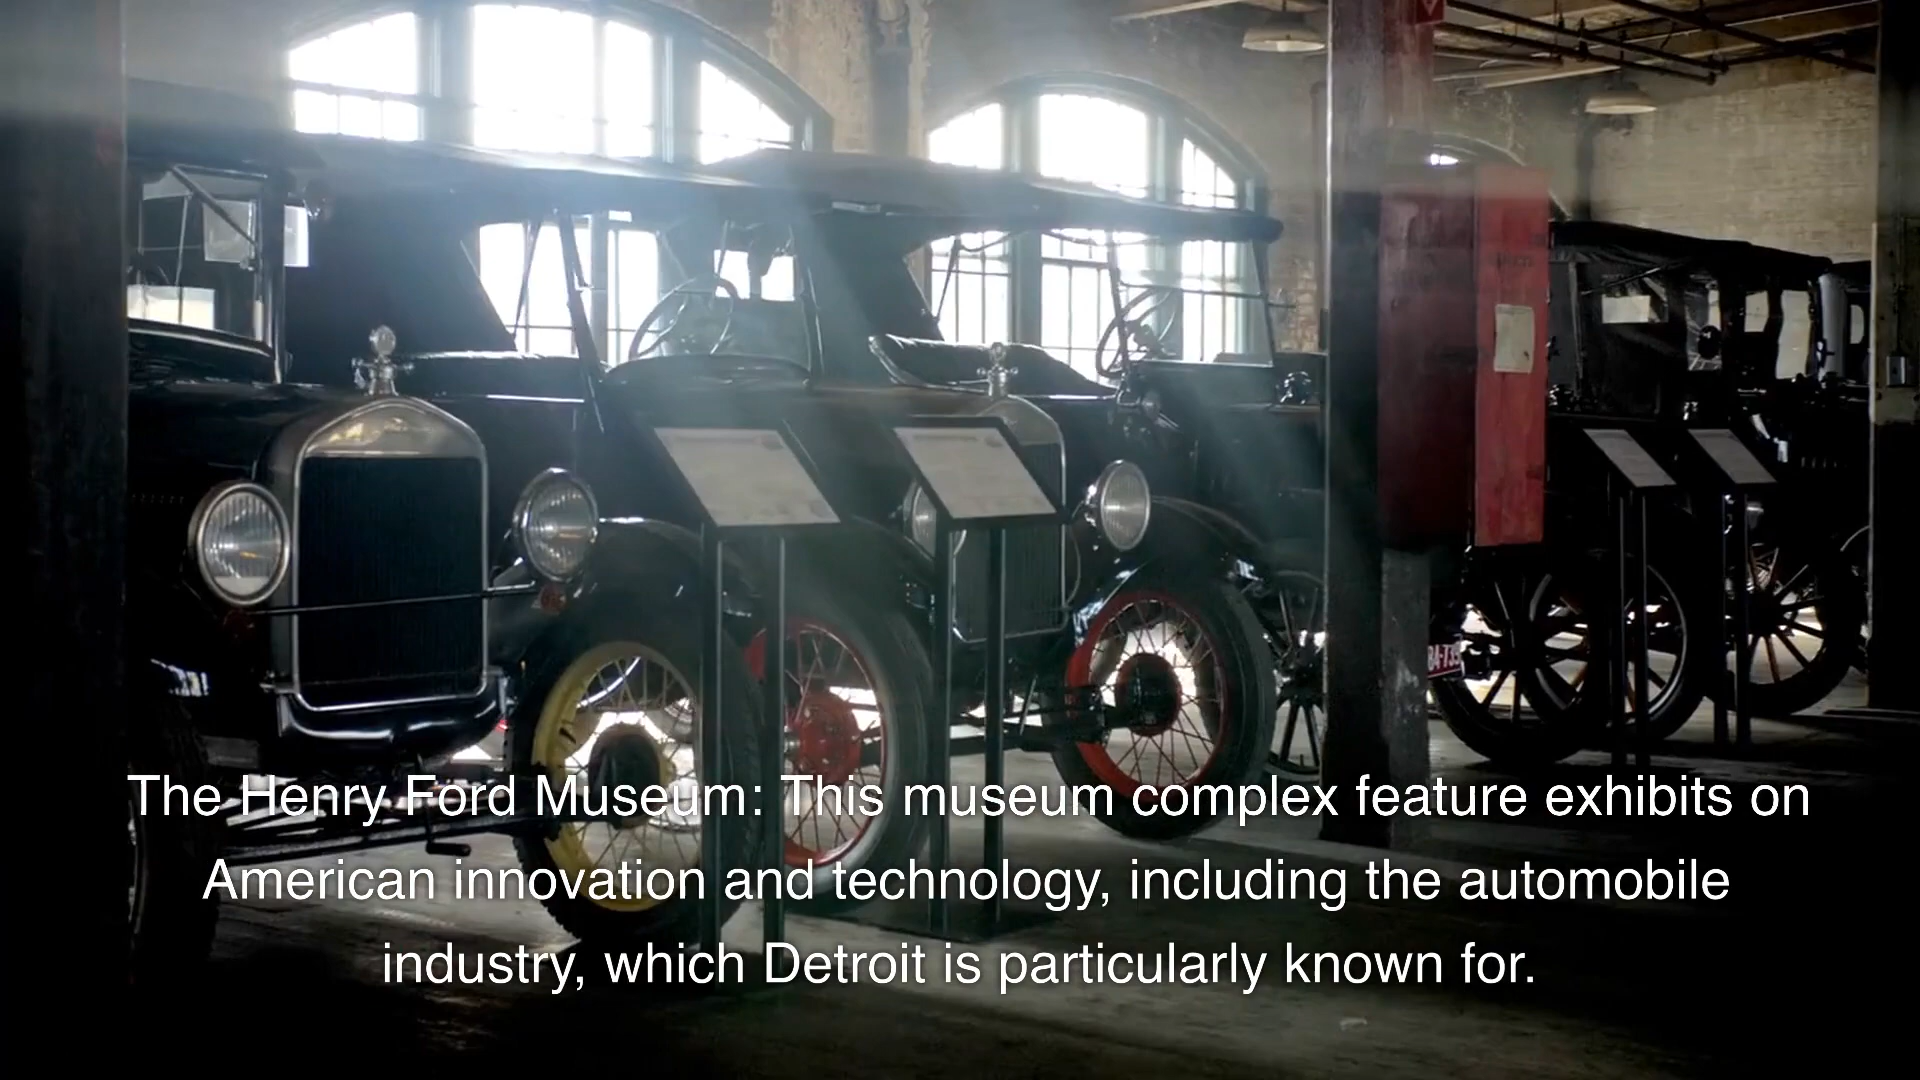 The Henry Ford Museum: This museum complex feature exhibits on
American innovation and technology, including the automobile
industry, which Detroit is particularly known for.